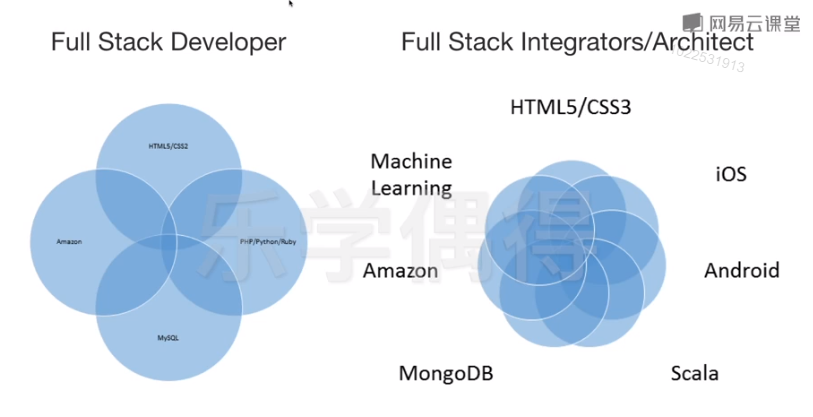 网易云课堂
Full Stack Developer
Full Stack Integrators/Architect
1022531913
HTML5/CSS2
Amazon
PHP/Python/Ruby
MySQL
HTML5/CSS3
Machine
Learning
iOS
Amazon
Android
MongoDB
Scala
乐学偶得